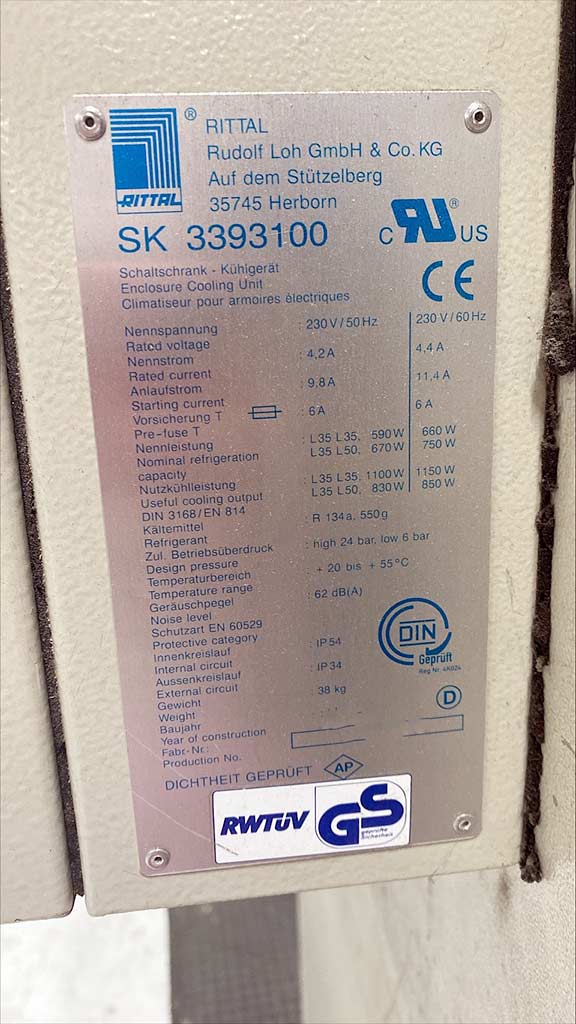 RITTAL
®
RITTAL
Rudolf Loh GmbH & Co. KG
Auf dem Stützelberg
35745 Herborn
SK 3393100
C RU ® US
CE
Schaltschrank - Kühlgerät
Enclosure Cooling Unit
Climatiseur pour armoires électriques
Nennspannung : 230 V / 50 Hz 230 V / 60 Hz
Rated voltage
Nennstrom : 4,2 A 4,4 A
Rated current
Anlaufstrom : 9.8 A 11,4 A
Starting current
Vorsicherung T : 6 A 6 A
Pre-fuse T
Nennleistung : L35 L35, 590 W 660 W
Nominal refrigeration L35 L50, 670 W 750 W
capacity
Nutzkühlleistung : L35 L35, 1100 W 1150 W
Useful cooling output L35 L50, 830 W 850 W
DIN 3168/EN 814
Kältemittel : R 134a, 550 g
Refrigerant
Zul. Betriebsüberdruck : high 24 bar, low 6 bar
Design pressure
Temperaturbereich : + 20 bis + 55°C
Temperature range
Geräuschpegel : 62 dB(A)
Noise level
Schutzart EN 60529
Protective category
Innenkreislauf : IP 54
Internal circuit
Aussenkreislauf : IP 34
External circuit
Gewicht : 38 kg
Weight
Baujahr
Year of construction
Fabr-Nr.:
Production No.
DIN
Geprüft
D
DICHTHEIT GEPRÜFT AP
RWTÜV
GS
geprüfte
Sicherheit